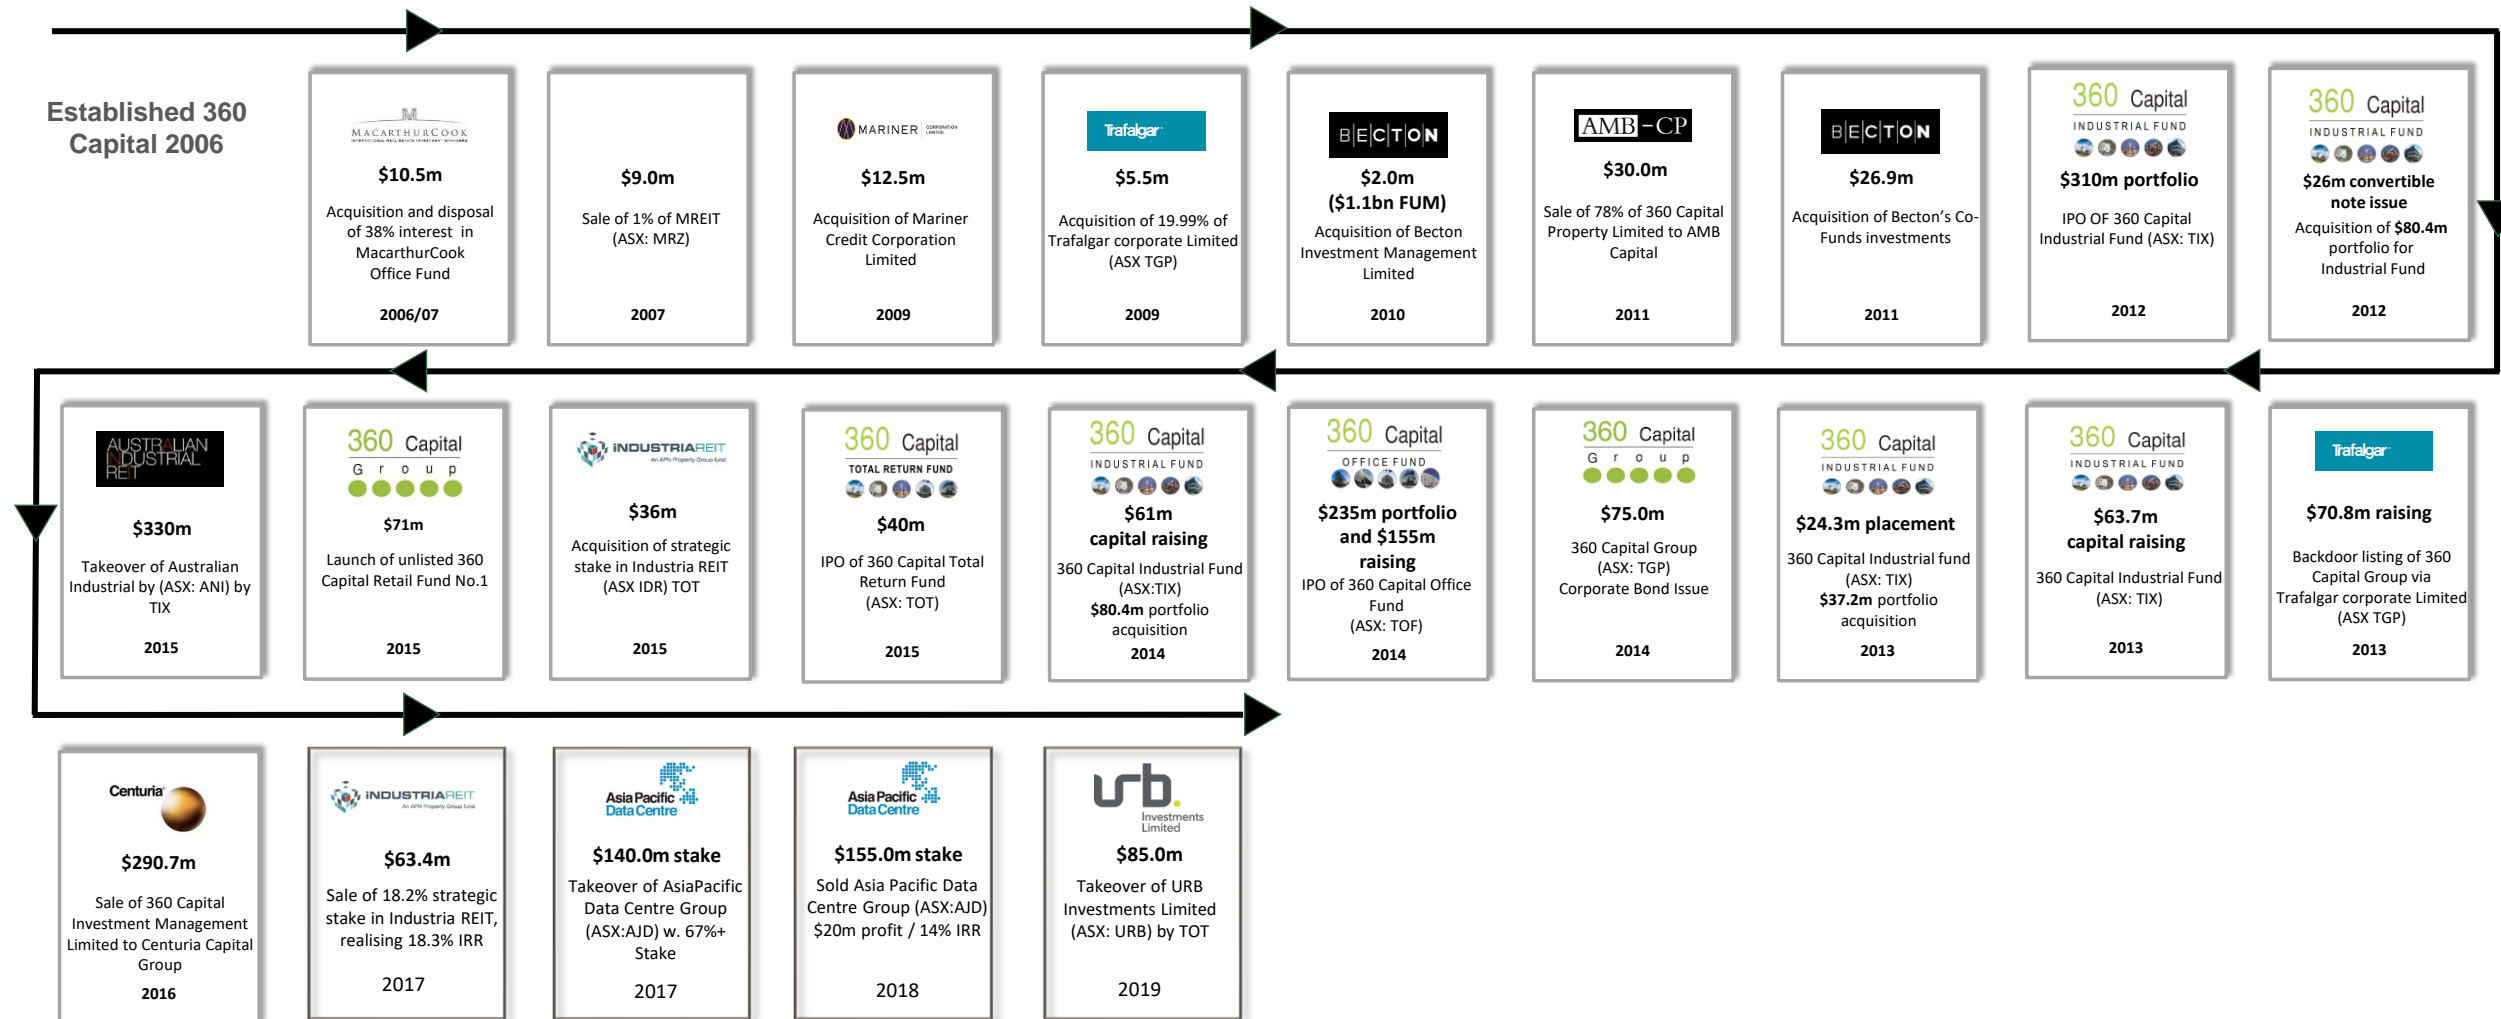 Established 360
Capital 2006
M
MACARTHURCOOK
INTERNATIONAL REAL ESTATE INVESTMENT MANAGERS
$10.5m
Acquisition and disposal
of 38% interest in
MacarthurCook
Office Fund
2006/07
$9.0m
Sale of 1% of MREIT
(ASX: MRZ)
2007
MARINER CORPORATION
LIMITED
$12.5m
Acquisition of Mariner
Credit Corporation
Limited
2009
Trafalgar
$5.5m
Acquisition of 19.99% of
Trafalgar corporate Limited
(ASX TGP)
2009
B|E|C|T|O|N
$2.0m
($1.1bn FUM)
Acquisition of Becton
Investment Management
Limited
2010
AMB-CP
$30.0m
Sale of 78% of 360 Capital
Property Limited to AMB
Capital
2011
B|E|C|T|O|N
$26.9m
Acquisition of Becton's Co-
Funds investments
2011
360 Capital
INDUSTRIAL FUND
$310m portfolio
IPO OF 360 Capital
Industrial Fund (ASX: TIX)
2012
360 Capital
INDUSTRIAL FUND
$26m convertible
note issue
Acquisition of $80.4m
portfolio for
Industrial Fund
2012
Trafalgar
$70.8m raising
Backdoor listing of 360
Capital Group via
Trafalgar corporate Limited
(ASX TGP)
2013
360 Capital
INDUSTRIAL FUND
$63.7m
capital raising
360 Capital Industrial Fund
(ASX: TIX)
2013
360 Capital
INDUSTRIAL FUND
$24.3m placement
360 Capital Industrial fund
(ASX: TIX)
$37.2m portfolio
acquisition
2013
360 Capital
Group
$75.0m
360 Capital Group
(ASX: TGP)
Corporate Bond Issue
2014
360 Capital
OFFICE FUND
$235m portfolio
and $155m
raising
IPO of 360 Capital Office
Fund
(ASX: TOF)
2014
360 Capital
INDUSTRIAL FUND
$61m
capital raising
360 Capital Industrial Fund
(ASX:TIX)
$80.4m portfolio
acquisition
2014
360 Capital
TOTAL RETURN FUND
$40m
IPO of 360 Capital Total
Return Fund
(ASX: TOT)
2015
INDUSTRIAREIT
An APN Property Group fund
$36m
Acquisition of strategic
stake in Industria REIT
(ASX IDR) TOT
2015
360 Capital
Group
$71m
Launch of unlisted 360
Capital Retail Fund No.1
2015
AUSTRALIAN
INDUSTRIAL
REIT
$330m
Takeover of Australian
Industrial by (ASX: ANI) by
TIX
2015
Centuria
$290.7m
Sale of 360 Capital
Investment Management
Limited to Centuria Capital
Group
2016
INDUSTRIAREIT
An APN Property Group fund
$63.4m
Sale of 18.2% strategic
stake in Industria REIT,
realising 18.3% IRR
2017
Asia Pacific
Data Centre
$140.0m stake
Takeover of AsiaPacific
Data Centre Group
(ASX:AJD) w. 67%+
Stake
2017
Asia Pacific
Data Centre
$155.0m stake
Sold Asia Pacific Data
Centre Group (ASX:AJD)
$20m profit / 14% IRR
2018
urb.
Investments
Limited
$85.0m
Takeover of URB
Investments Limited
(ASX: URB) by TOT
2019